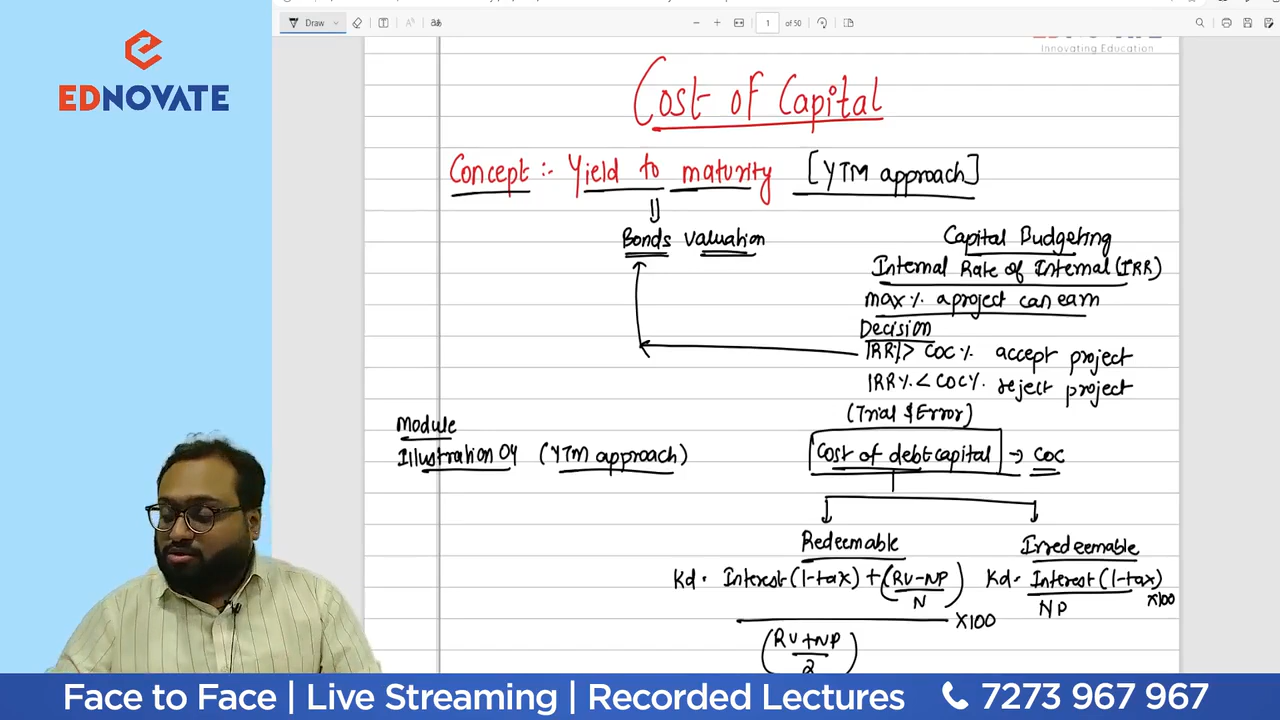 Draw
1
of 50
EDNOVATE
Innovating Education
Cost of Capital
Concept :- Yield to maturity [YTM approach]
Bonds Valuation
Capital Budgeting
Internal Rate of Internal (IRR)
max % a project can earn
Decision
IRR% > COC% accept project
IRR% < COC% reject project
(Trial & Error)
Module
Illustration 04 (YTM approach)
Cost of debt capital → COC
Redeemable
Irredeemable
Kd = Interest (1-tax) + (RV-NP / N) x100
(RV+NP / 2)
Kd = Interest (1-tax) x100
NP
Face to Face | Live Streaming | Recorded Lectures 7273 967 967